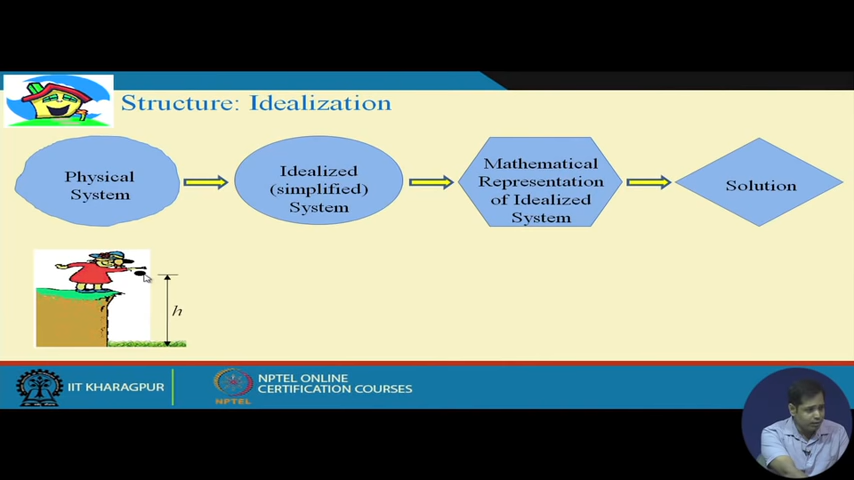 Structure: Idealization
Physical
System
Idealized
(simplified)
System
Mathematical
Representation
of Idealized
System
Solution
h
IIT KHARAGPUR
NPTEL
NPTEL ONLINE
CERTIFICATION COURSES